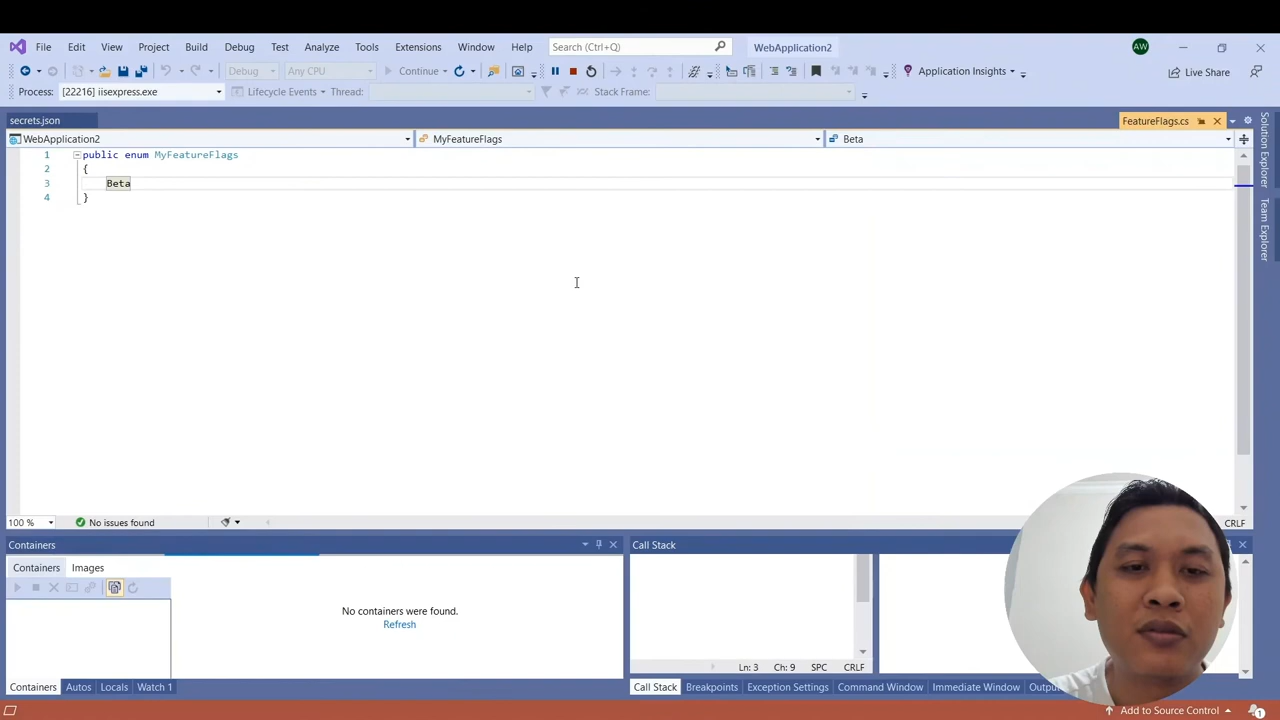 File Edit View Project Build Debug Test Analyze Tools Extensions Window Help Search (Ctrl+Q) WebApplication2 AW
Debug Any CPU Continue Application Insights Live Share
Process: [22216] iisexpress.exe Lifecycle Events Thread: Stack Frame:
secrets.json FeatureFlags.cs
WebApplication2 MyFeatureFlags Beta
1 public enum MyFeatureFlags
2 {
3 Beta
4 }
Solution Explorer
Team Explorer
100 % No issues found CRLF
Containers
Containers Images
No containers were found.
Refresh
Containers Autos Locals Watch 1
Call Stack
Ln: 3 Ch: 9 SPC CRLF
Call Stack Breakpoints Exception Settings Command Window Immediate Window Outpu
Add to Source Control 1